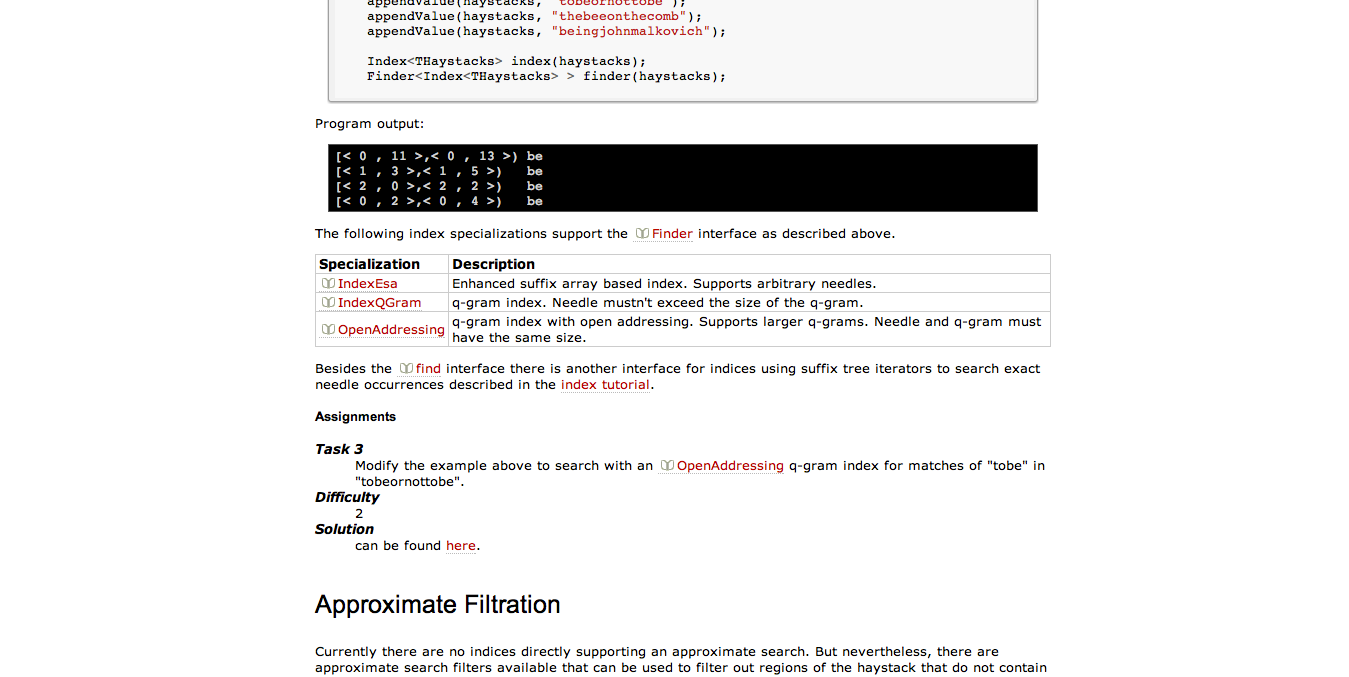 appendValue(haystacks, "tobeornottobe");
appendValue(haystacks, "thebeeonthecomb");
appendValue(haystacks, "beingjohnmalkovich");
Index<THaystacks> index(haystacks);
Finder<Index<THaystacks> > finder(haystacks);
Program output:
[< 0 , 11 >,< 0 , 13 >) be
[< 1 , 3 >,< 1 , 5 >)   be
[< 2 , 0 >,< 2 , 2 >)   be
[< 0 , 2 >,< 0 , 4 >)   be
The following index specializations support the Finder interface as described above.
Specialization Description
IndexEsa Enhanced suffix array based index. Supports arbitrary needles.
IndexQGram q-gram index. Needle mustn't exceed the size of the q-gram.
OpenAddressing q-gram index with open addressing. Supports larger q-grams. Needle and q-gram must
have the same size.
Besides the find interface there is another interface for indices using suffix tree iterators to search exact
needle occurrences described in the index tutorial.
Assignments
Task 3
Modify the example above to search with an OpenAddressing q-gram index for matches of "tobe" in
"tobeornottobe".
Difficulty
2
Solution
can be found here.
Approximate Filtration
Currently there are no indices directly supporting an approximate search. But nevertheless, there are
approximate search filters available that can be used to filter out regions of the haystack that do not contain